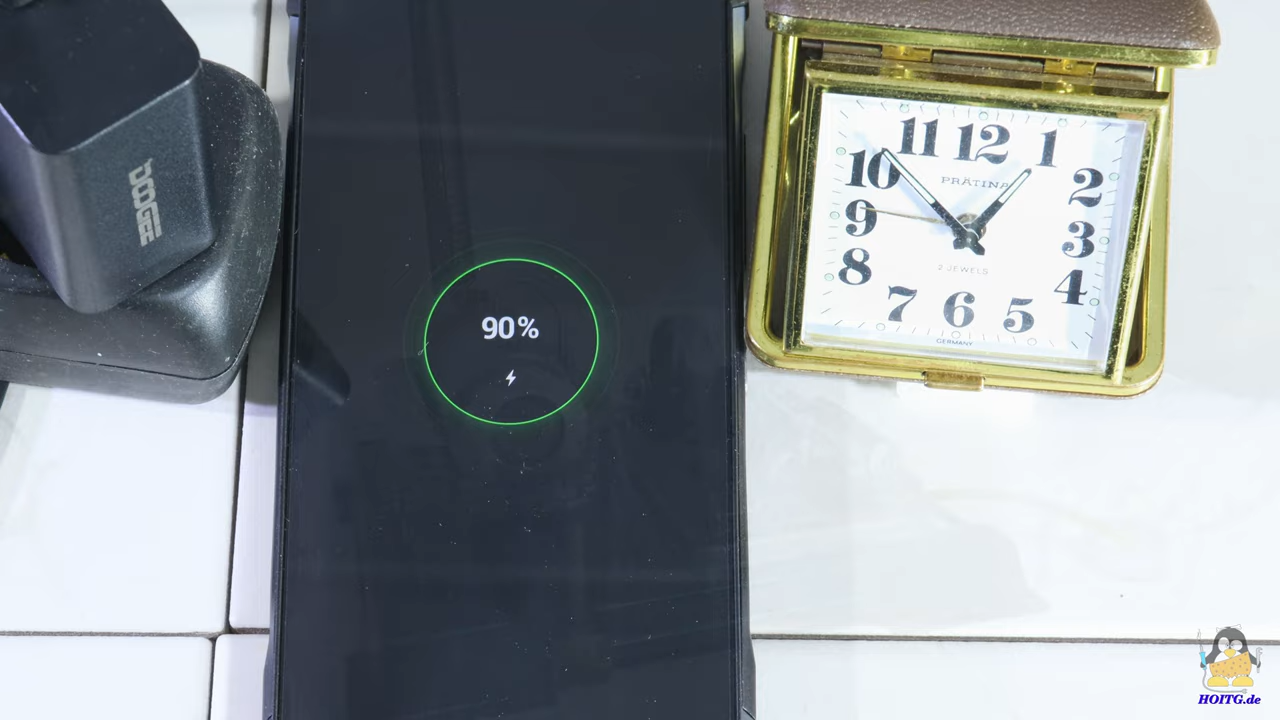 DOOGEE
90%
11 12 1
10 2
PRÄTINA
9 3
2 JEWELS
8 4
7 6 5
GERMANY
HOITG.de